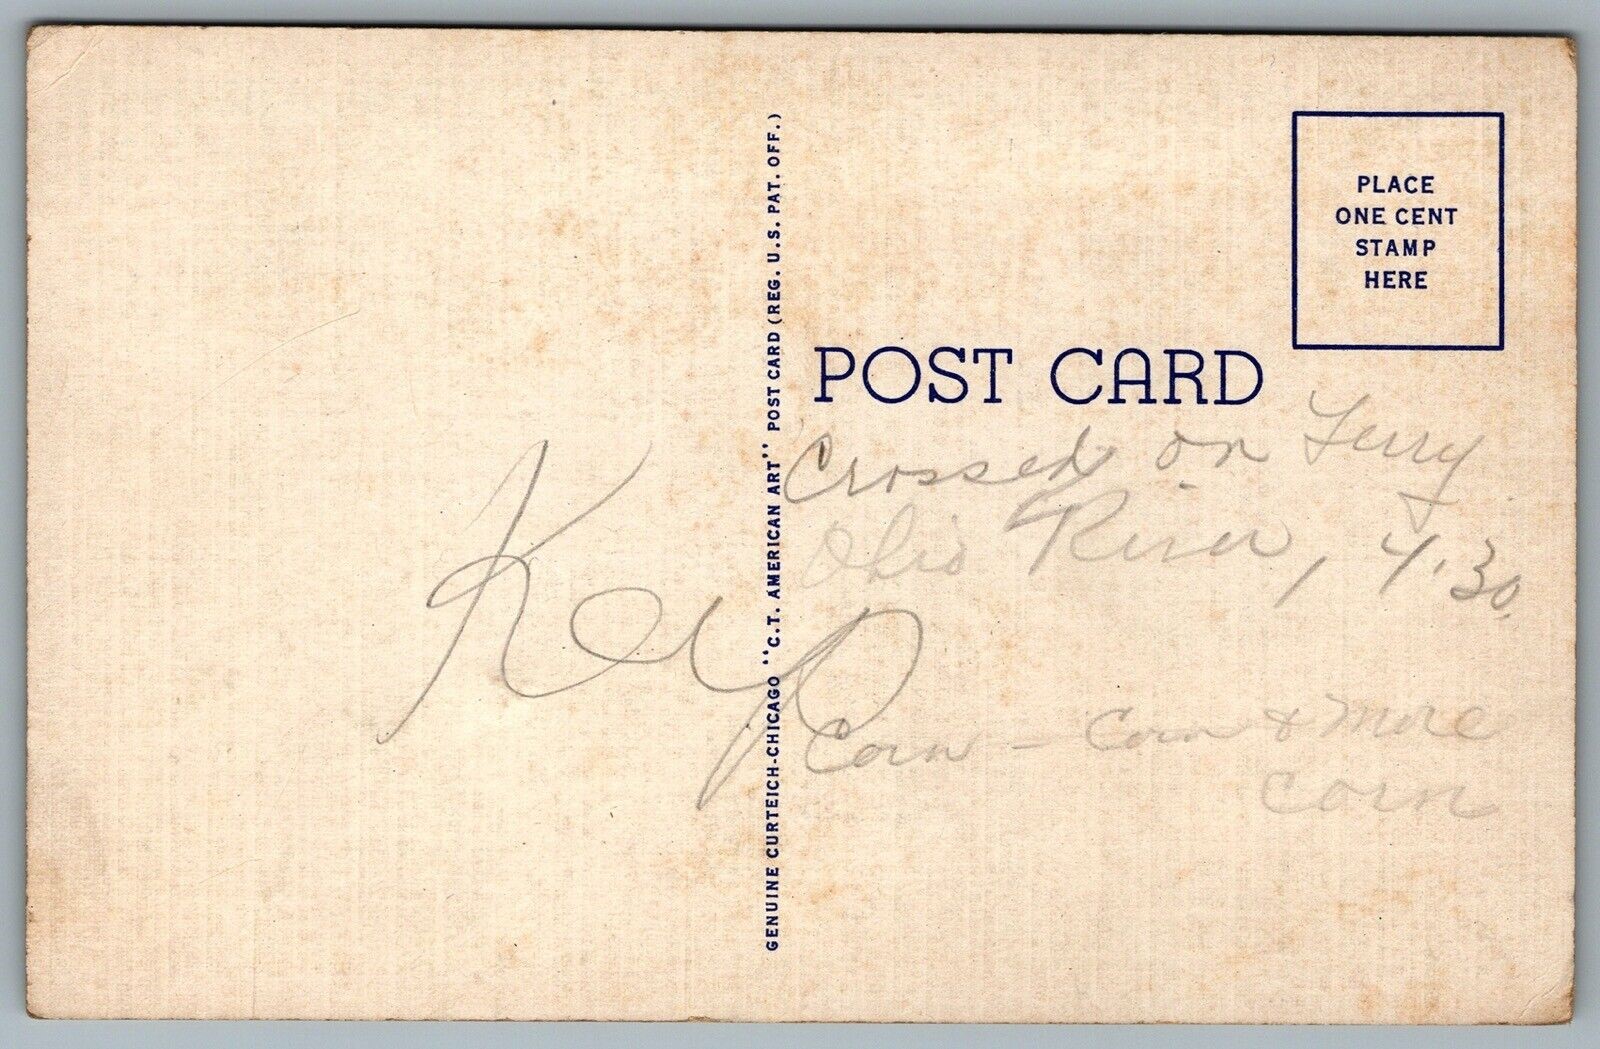 PLACE
ONE CENT
STAMP
HERE
POST CARD
GENUINE CURTEICH-CHICAGO "C.T. AMERICAN ART" POST CARD (REG. U.S. PAT. OFF.)
Crossed on Ferry
Ohio River, 4.30.
Keep
Corn - Corn & more
Corn